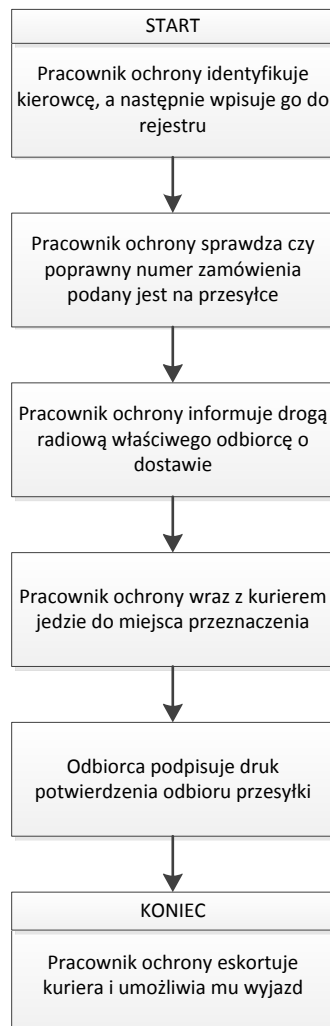 START
Pracownik ochrony identyfikuje
kierowcę, a następnie wpisuje go do
rejestru
Pracownik ochrony sprawdza czy
poprawny numer zamówienia
podany jest na przesyłce
Pracownik ochrony informuje drogą
radiową właściwego odbiorcę o
dostawie
Pracownik ochrony wraz z kurierem
jedzie do miejsca przeznaczenia
Odbiorca podpisuje druk
potwierdzenia odbioru przesyłki
KONIEC
Pracownik ochrony eskortuje
kuriera i umożliwia mu wyjazd